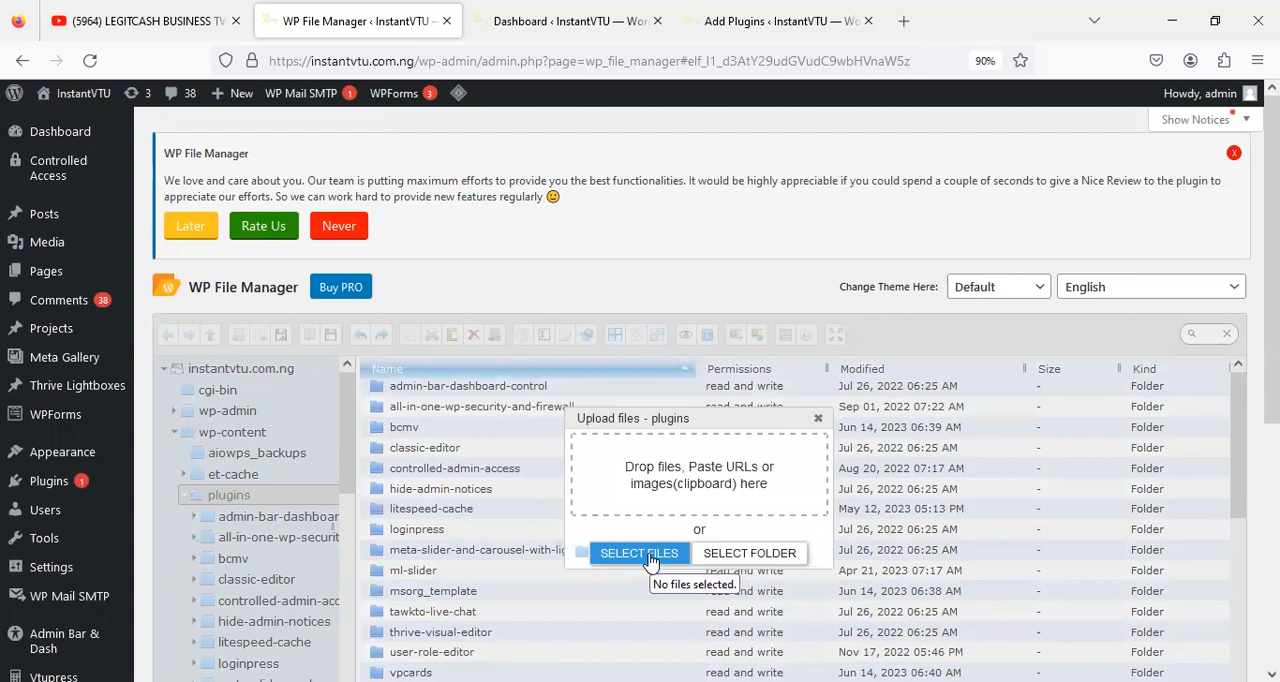 (5964) LEGITCASH BUSINESS TV
WP File Manager ‹ InstantVTU —
Dashboard ‹ InstantVTU — Wor
Add Plugins ‹ InstantVTU — Wo
https://instantvtu.com.ng/wp-admin/admin.php?page=wp_file_manager#elf_l1_d3AtY29udGVudC9wbHVnaW5z
90%
InstantVTU
3
38
New
WP Mail SMTP 1
WPForms 3
Howdy, admin
Show Notices
Dashboard
Controlled
Access
Posts
Media
Pages
Comments 38
Projects
Meta Gallery
Thrive Lightboxes
WPForms
Appearance
Plugins 1
Users
Tools
Settings
WP Mail SMTP
Admin Bar &
Dash
Vtupress
WP File Manager
X
We love and care about you. Our team is putting maximum efforts to provide you the best functionalities. It would be highly appreciable if you could spend a couple of seconds to give a Nice Review to the plugin to
appreciate our efforts. So we can work hard to provide new features regularly
Later
Rate Us
Never
WP File Manager
Buy PRO
Change Theme Here:
Default
English
instantvtu.com.ng
cgi-bin
wp-admin
wp-content
aiowps_backups
et-cache
plugins
admin-bar-dashboar
all-in-one-wp-securit
bcmv
classic-editor
controlled-admin-acc
hide-admin-notices
litespeed-cache
loginpress
Name Permissions Modified Size Kind
admin-bar-dashboard-control read and write Jul 26, 2022 06:25 AM - Folder
all-in-one-wp-security-and-firewall Sep 01, 2022 07:22 AM - Folder
bcmv Jun 14, 2023 06:39 AM - Folder
classic-editor Jul 26, 2022 06:25 AM - Folder
controlled-admin-access Aug 20, 2022 07:17 AM - Folder
hide-admin-notices Jul 26, 2022 06:25 AM - Folder
litespeed-cache May 12, 2023 05:13 PM - Folder
loginpress Jul 26, 2022 06:25 AM - Folder
meta-slider-and-carousel-with-lig Jul 26, 2022 06:25 AM - Folder
ml-slider read and write Apr 21, 2023 07:17 AM - Folder
msorg_template read and write Jun 14, 2023 06:38 AM - Folder
tawkto-live-chat read and write Jul 26, 2022 06:25 AM - Folder
thrive-visual-editor read and write Jul 26, 2022 06:25 AM - Folder
user-role-editor read and write Nov 17, 2022 05:46 PM - Folder
vpcards read and write Jun 14, 2023 06:40 AM - Folder
Upload files - plugins
Drop files, Paste URLs or
images(clipboard) here
or
SELECT FILES
SELECT FOLDER
No files selected.